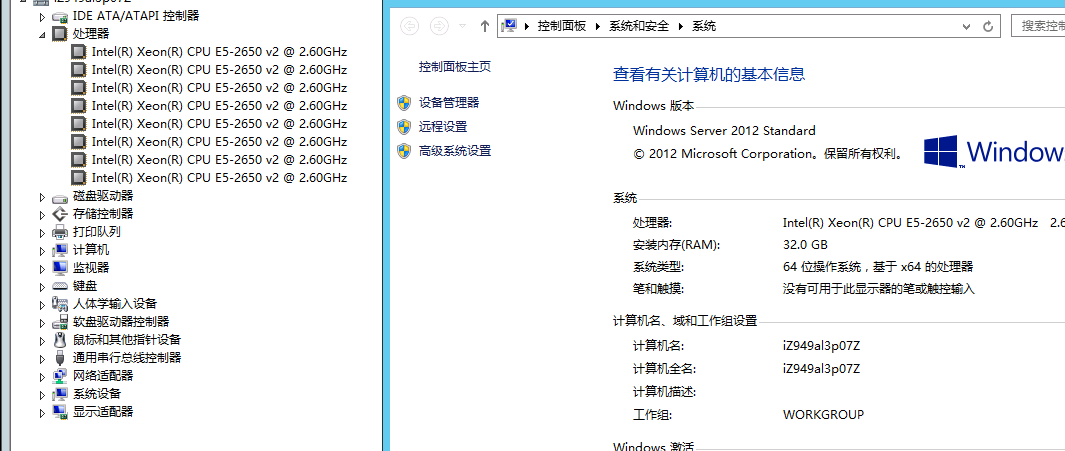 IDE ATA/ATAPI 控制器
处理器
Intel(R) Xeon(R) CPU E5-2650 v2 @ 2.60GHz
Intel(R) Xeon(R) CPU E5-2650 v2 @ 2.60GHz
Intel(R) Xeon(R) CPU E5-2650 v2 @ 2.60GHz
Intel(R) Xeon(R) CPU E5-2650 v2 @ 2.60GHz
Intel(R) Xeon(R) CPU E5-2650 v2 @ 2.60GHz
Intel(R) Xeon(R) CPU E5-2650 v2 @ 2.60GHz
Intel(R) Xeon(R) CPU E5-2650 v2 @ 2.60GHz
Intel(R) Xeon(R) CPU E5-2650 v2 @ 2.60GHz
磁盘驱动器
存储控制器
打印队列
计算机
监视器
键盘
人体学输入设备
软盘驱动器控制器
鼠标和其他指针设备
通用串行总线控制器
网络适配器
系统设备
显示适配器
控制面板 系统和安全 系统
搜索控
控制面板主页
设备管理器
远程设置
高级系统设置
查看有关计算机的基本信息
Windows 版本
Windows Server 2012 Standard
© 2012 Microsoft Corporation。保留所有权利。
Window
系统
处理器: Intel(R) Xeon(R) CPU E5-2650 v2 @ 2.60GHz 2.6
安装内存(RAM): 32.0 GB
系统类型: 64 位操作系统，基于 x64 的处理器
笔和触摸: 没有可用于此显示器的笔或触控输入
计算机名、域和工作组设置
计算机名: iZ949al3p07Z
计算机全名: iZ949al3p07Z
计算机描述:
工作组: WORKGROUP
Windows 激活